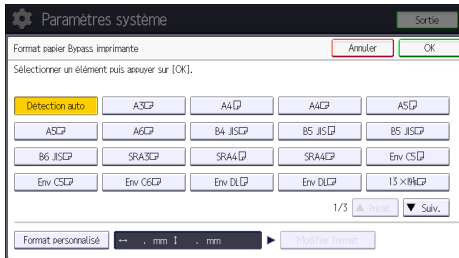 Paramètres système Sortie
Format papier Bypass imprimante Annuler OK
Sélectionner un élément puis appuyer sur [OK].
Détection auto A3 A4 A4 A5
A5 A6 B4 JIS B5 JIS B5 JIS
B6 JIS SRA3 SRA4 SRA4 Env C5
Env C5 Env C6 Env DL Env DL
1/3 ▲ Précé. ▼ Suiv.
Format personnalisé ↔ . mm ↕ . mm ► Modifier format